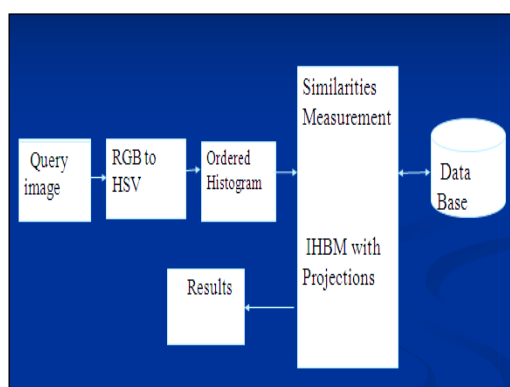 Query
image
RGB to
HSV
Ordered
Histogram
Similarities
Measurement
IHBM with
Projections
Data
Base
Results